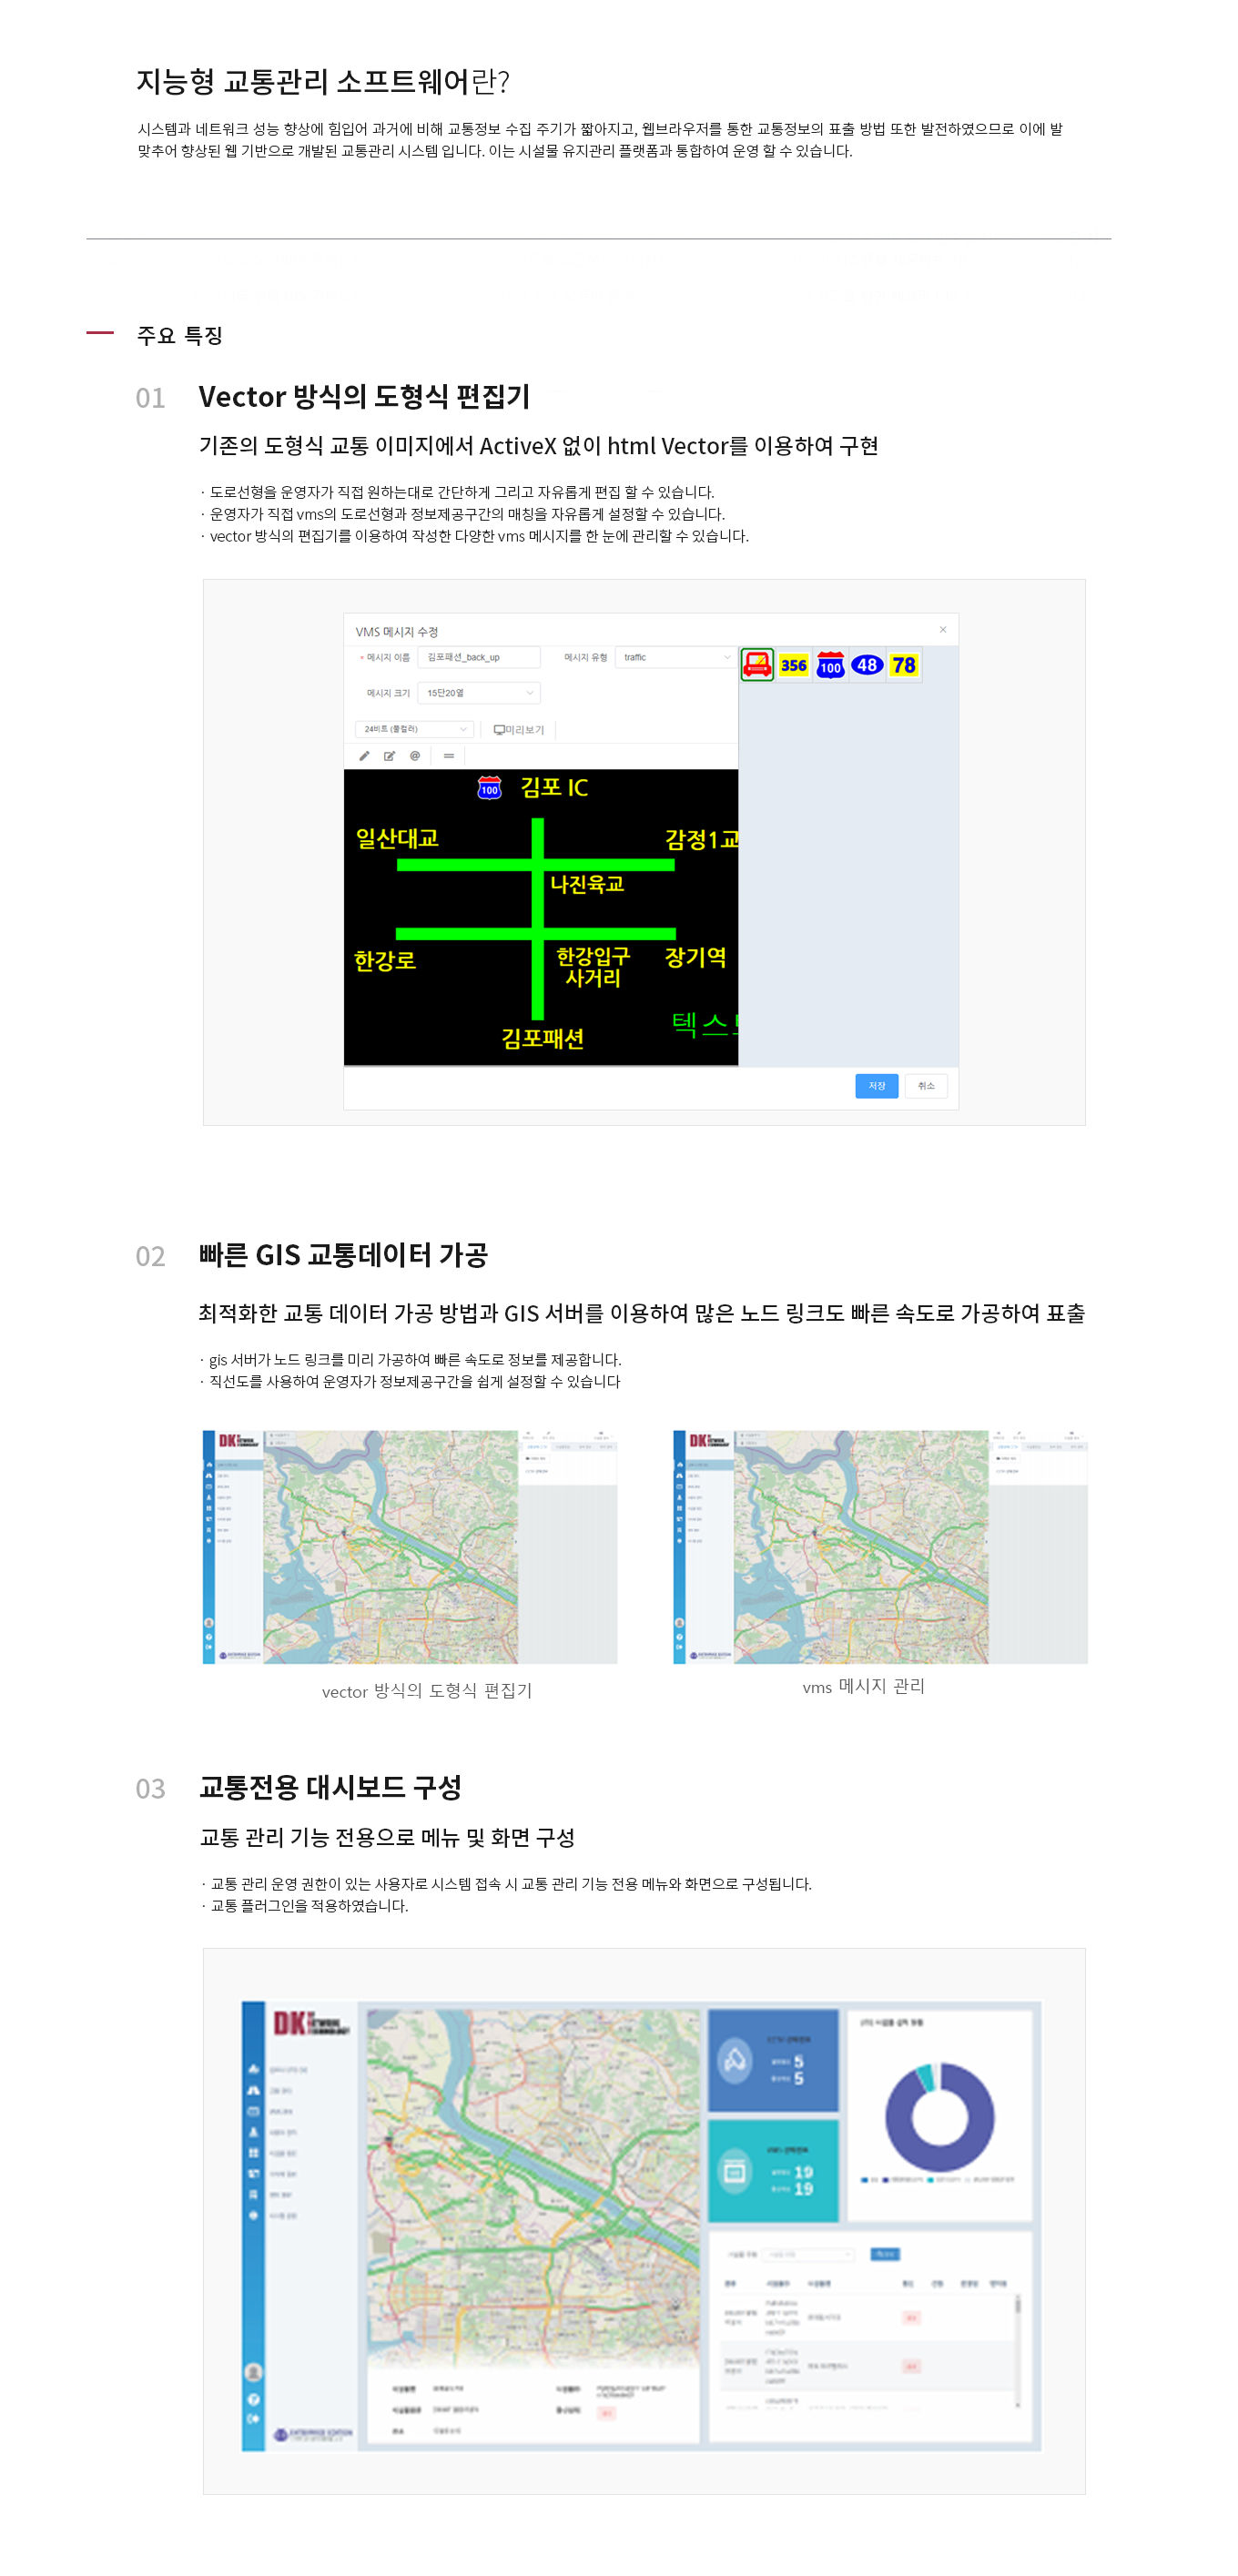 지능형 교통관리 소프트웨어란?
시스템과 네트워크 성능 향상에 힘입어 과거에 비해 교통정보 수집 주기가 짧아지고, 웹브라우저를 통한 교통정보의 표출 방법 또한 발전하였으므로 이에 발
맞추어 향상된 웹 기반으로 개발된 교통관리 시스템 입니다. 이는 시설물 유지관리 플랫폼과 통합하여 운영 할 수 있습니다.
주요 특징
01 Vector 방식의 도형식 편집기
기존의 도형식 교통 이미지에서 ActiveX 없이 html Vector를 이용하여 구현
· 도로선형을 운영자가 직접 원하는대로 간단하게 그리고 자유롭게 편집 할 수 있습니다.
· 운영자가 직접 vms의 도로선형과 정보제공구간의 매칭을 자유롭게 설정할 수 있습니다.
· vector 방식의 편집기를 이용하여 작성한 다양한 vms 메시지를 한 눈에 관리할 수 있습니다.
VMS 메시지 수정 ×
* 메시지 이름 김포패션_back_up 메시지 유형 traffic
356 100 48 78
메시지 크기 15단20열
24비트 (풀컬러) 미리보기
@
100 김포 IC
일산대교 감정1교
나진육교
한강로 한강입구 사거리 장기역
텍스
김포패션
저장 취소
02 빠른 GIS 교통데이터 가공
최적화한 교통 데이터 가공 방법과 GIS 서버를 이용하여 많은 노드 링크도 빠른 속도로 가공하여 표출
· gis 서버가 노드 링크를 미리 가공하여 빠른 속도로 정보를 제공합니다.
· 직선도를 사용하여 운영자가 정보제공구간을 쉽게 설정할 수 있습니다
DK
DK
vector 방식의 도형식 편집기
vms 메시지 관리
03 교통전용 대시보드 구성
교통 관리 기능 전용으로 메뉴 및 화면 구성
· 교통 관리 운영 권한이 있는 사용자로 시스템 접속 시 교통 관리 기능 전용 메뉴와 화면으로 구성됩니다.
· 교통 플러그인을 적용하였습니다.
DK NETWORK TECHNOLOGY
5
5
19
19
ENTERPRISE EDITION